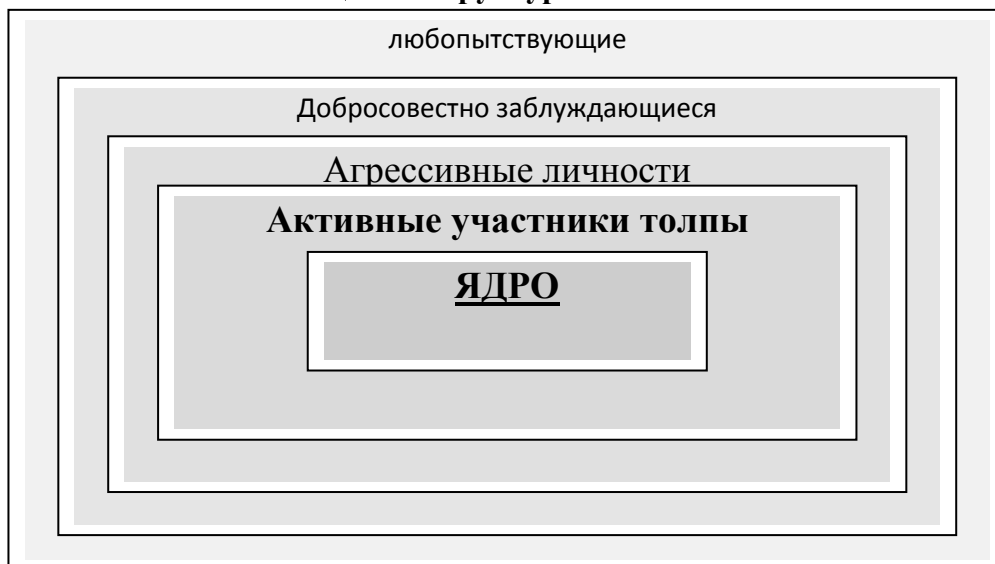 любопытствующие
Добросовестно заблуждающиеся
Агрессивные личности
Активные участники толпы
ЯДРО